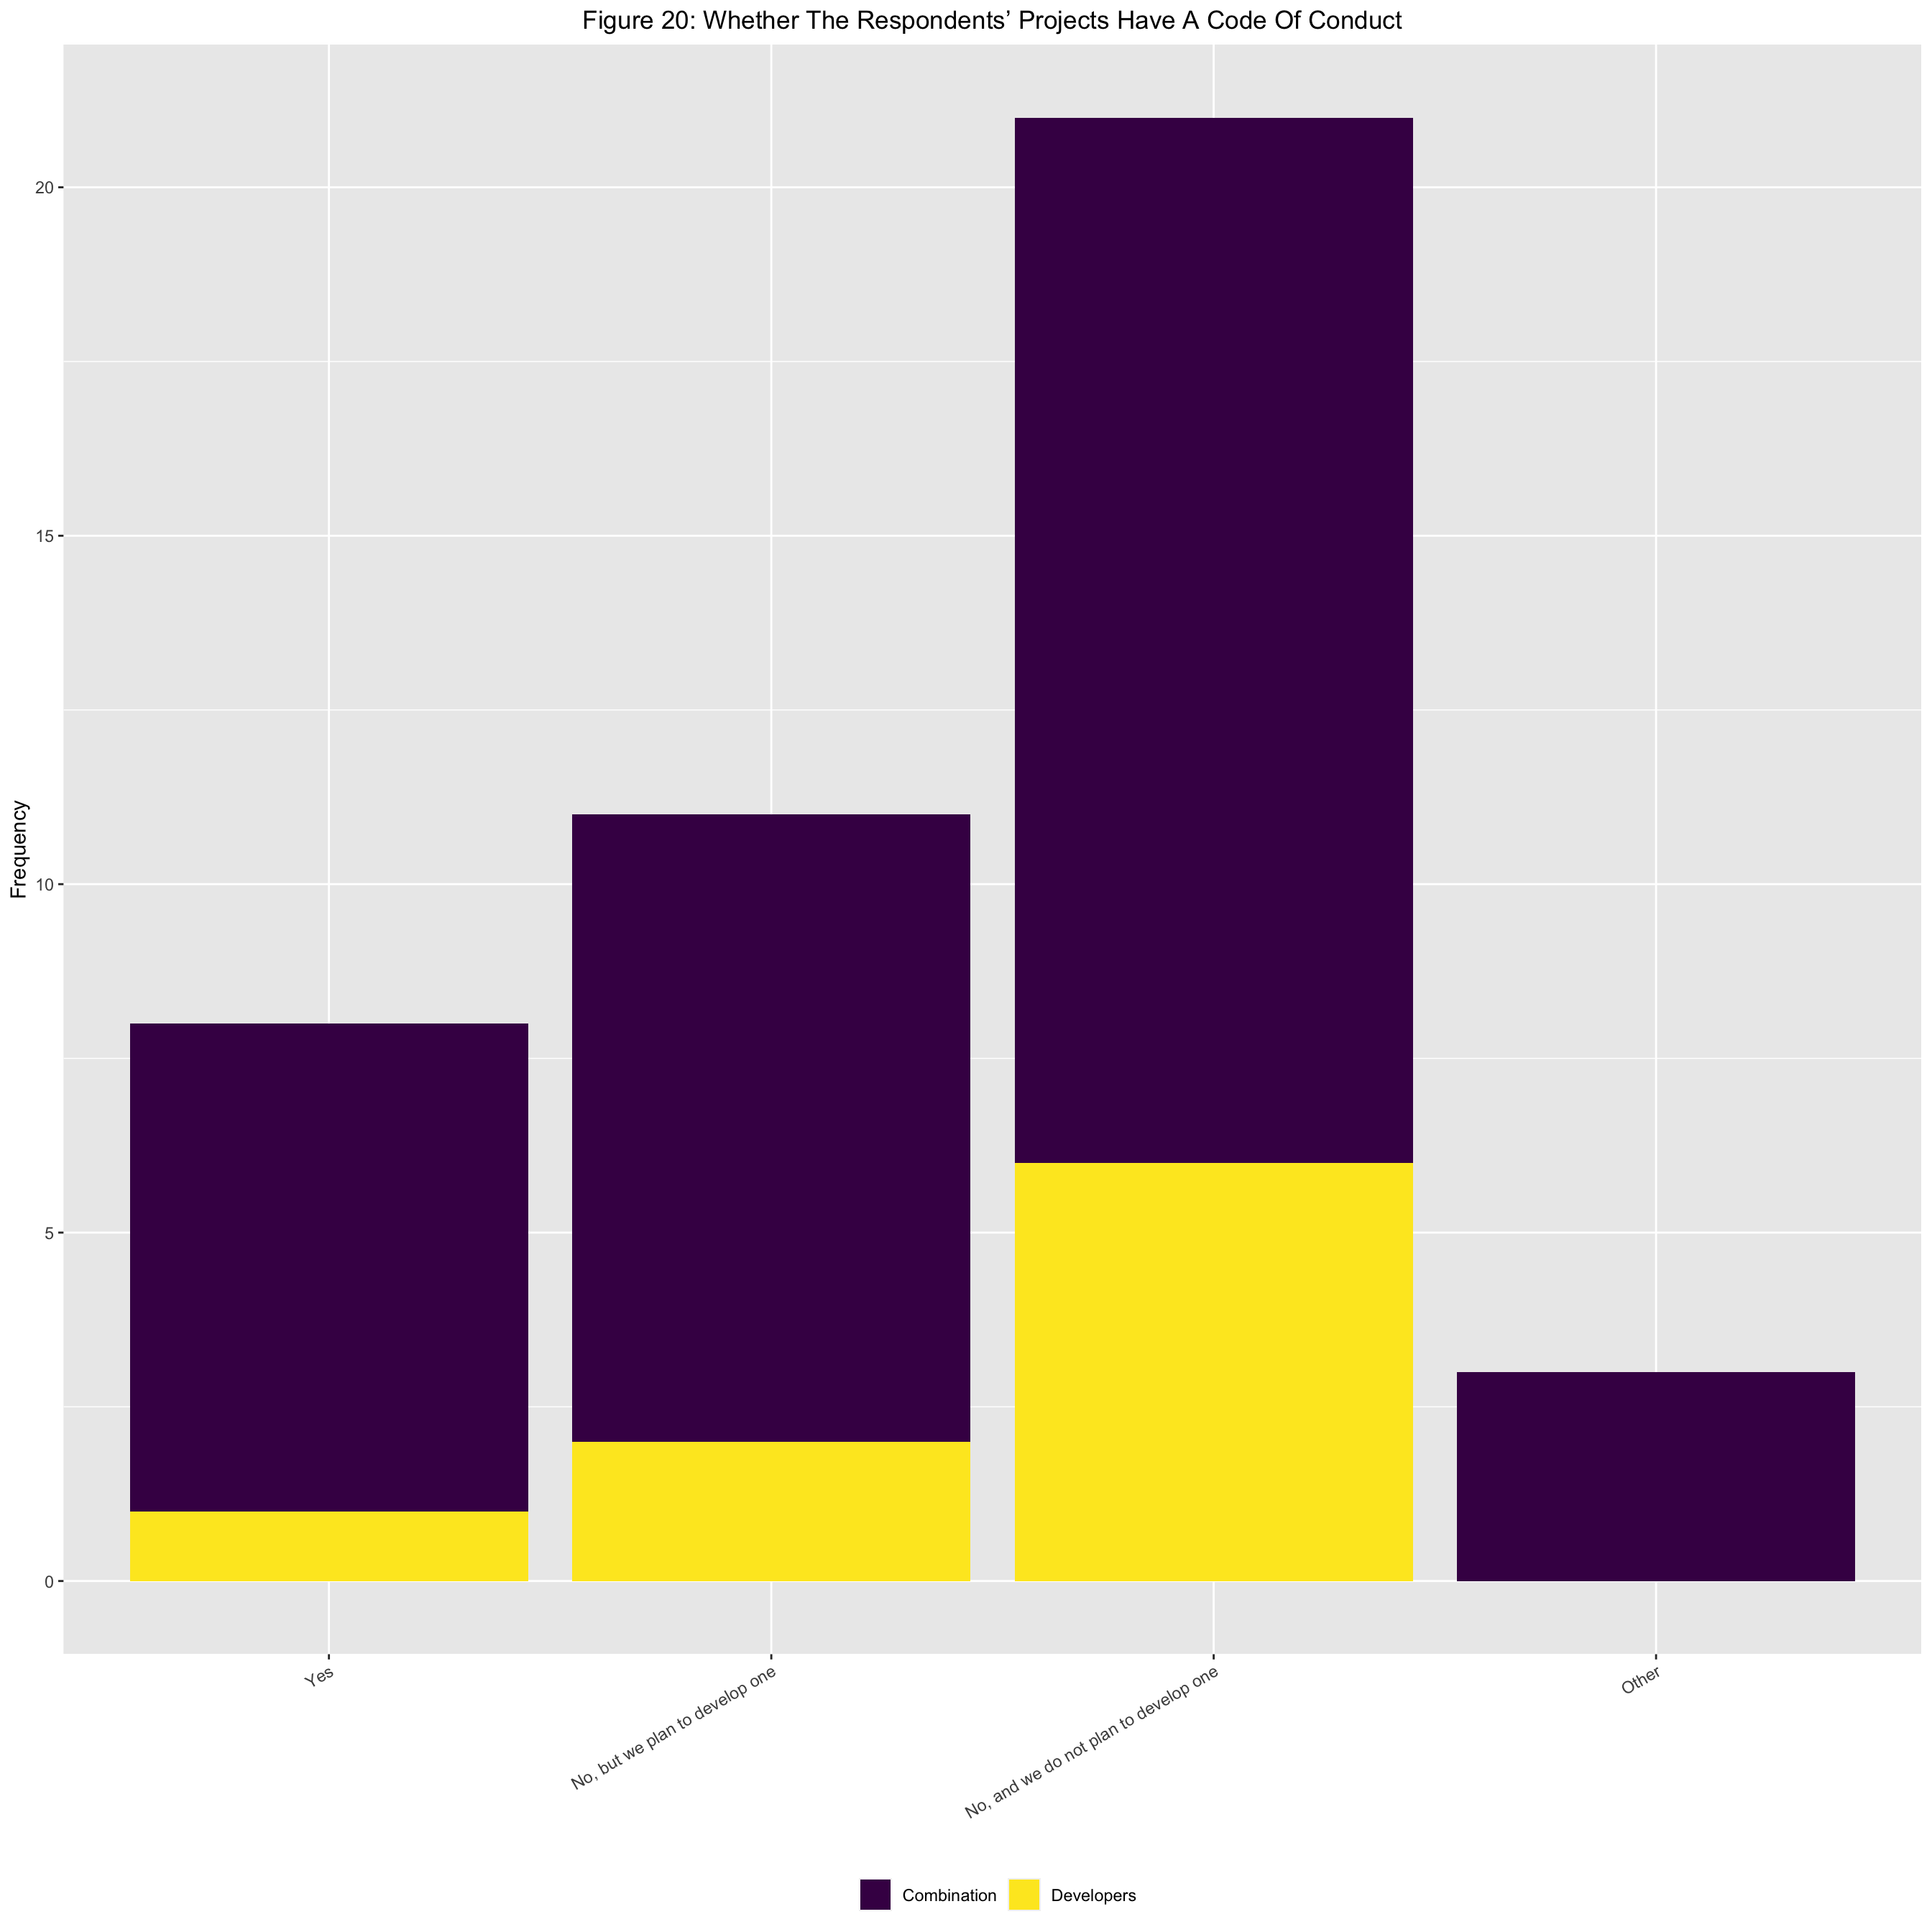 Figure 20: Whether The Respondents’ Projects Have A Code Of Conduct
Frequency
20
15
10
5
0
Yes
No, but we plan to develop one
No, and we do not plan to develop one
Other
Combination
Developers